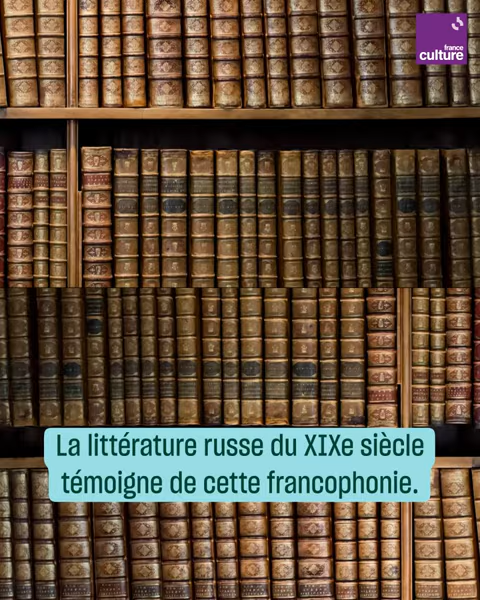 france
culture
La littérature russe du XIXe siècle
témoigne de cette francophonie.